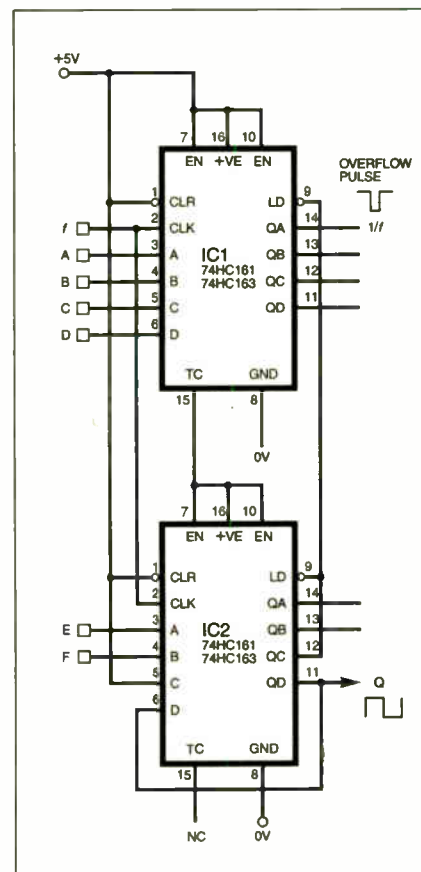 +5V
7 16 10
EN +VE EN
OVERFLOW
PULSE
1 CLR LD 9
f 2 CLK QA 14 1/f
A 3 A IC1 QB 13
B 4 B 74HC161 QC 12
C 5 C 74HC163 QD 11
D 6 D
TC GND
15 8
0V
7 16 10
EN +VE EN
1 CLR LD 9
2 CLK QA 14
E 3 A IC2 QB 13
F 4 B 74HC161 QC 12
5 C 74HC163 QD 11 Q
6 D
TC GND
15 8
NC 0V